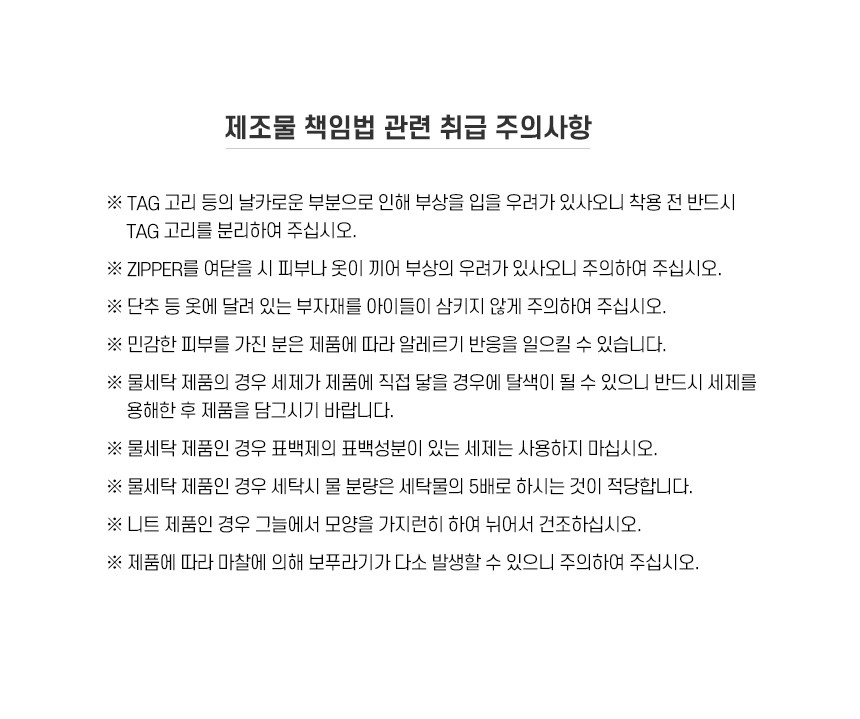 제조물 책임법 관련 취급 주의사항
※ TAG 고리 등의 날카로운 부분으로 인해 부상을 입을 우려가 있사오니 착용 전 반드시
TAG 고리를 분리하여 주십시오.
※ ZIPPER를 여닫을 시 피부나 옷이 끼어 부상의 우려가 있사오니 주의하여 주십시오.
※ 단추 등 옷에 달려 있는 부자재를 아이들이 삼키지 않게 주의하여 주십시오.
※ 민감한 피부를 가진 분은 제품에 따라 알레르기 반응을 일으킬 수 있습니다.
※ 물세탁 제품의 경우 세제가 제품에 직접 닿을 경우에 탈색이 될 수 있으니 반드시 세제를
용해한 후 제품을 담그시기 바랍니다.
※ 물세탁 제품인 경우 표백제의 표백성분이 있는 세제는 사용하지 마십시오.
※ 물세탁 제품인 경우 세탁시 물 분량은 세탁물의 5배로 하시는 것이 적당합니다.
※ 니트 제품인 경우 그늘에서 모양을 가지런히 하여 뉘어서 건조하십시오.
※ 제품에 따라 마찰에 의해 보푸라기가 다소 발생할 수 있으니 주의하여 주십시오.